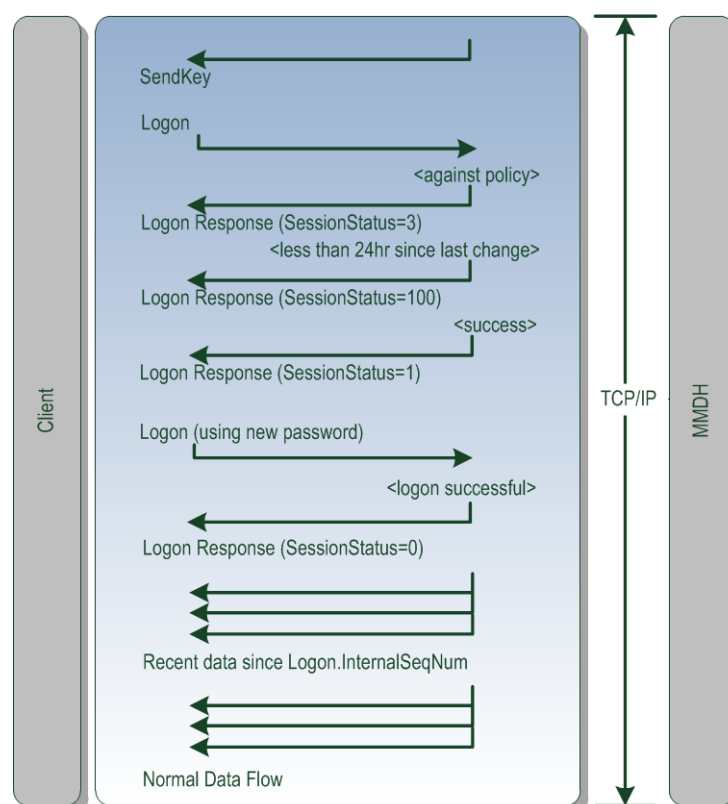 SendKey
Logon
<against policy>
Logon Response (SessionStatus=3)
<less than 24hr since last change>
Logon Response (SessionStatus=100)
<success>
Logon Response (SessionStatus=1)
Client
TCP/IP
MMDH
Logon (using new password)
<logon successful>
Logon Response (SessionStatus=0)
Recent data since Logon.InternalSeqNum
Normal Data Flow